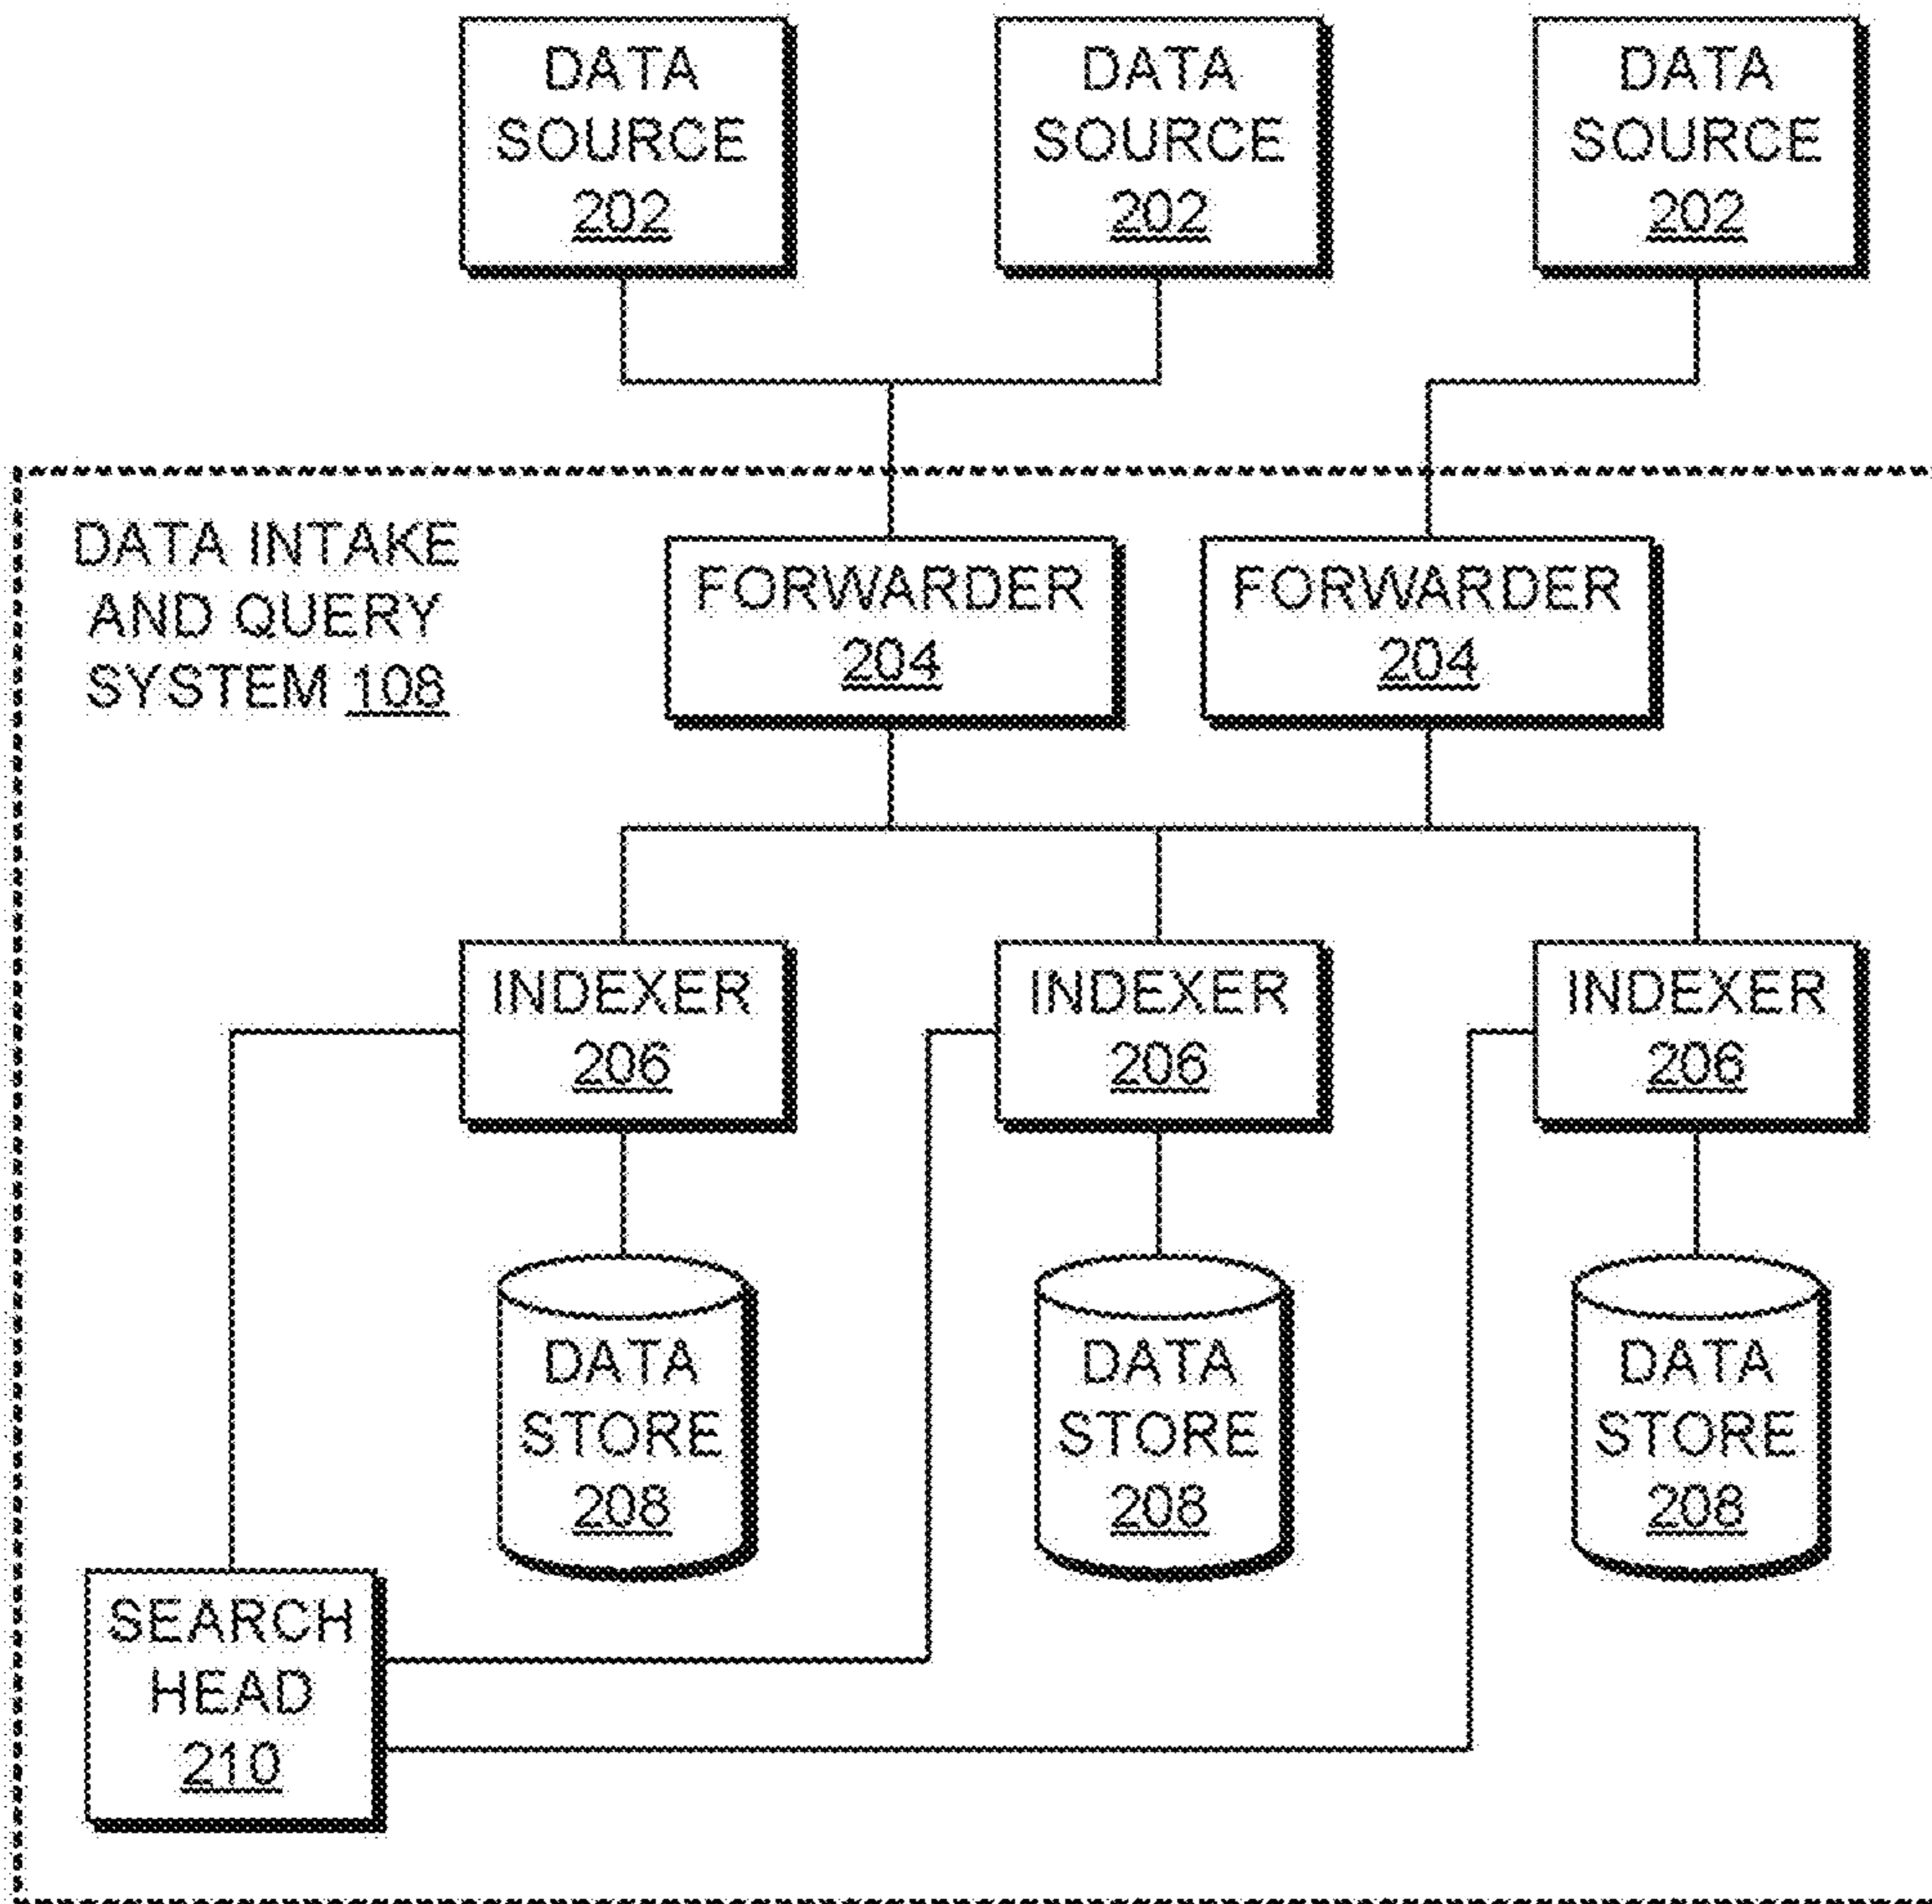 DATA
SOURCE
202
DATA
SOURCE
202
DATA
SOURCE
202
DATA INTAKE
AND QUERY
SYSTEM 108
FORWARDER
204
FORWARDER
204
INDEXER
206
INDEXER
206
INDEXER
206
DATA
STORE
208
DATA
STORE
208
DATA
STORE
208
SEARCH
HEAD
210